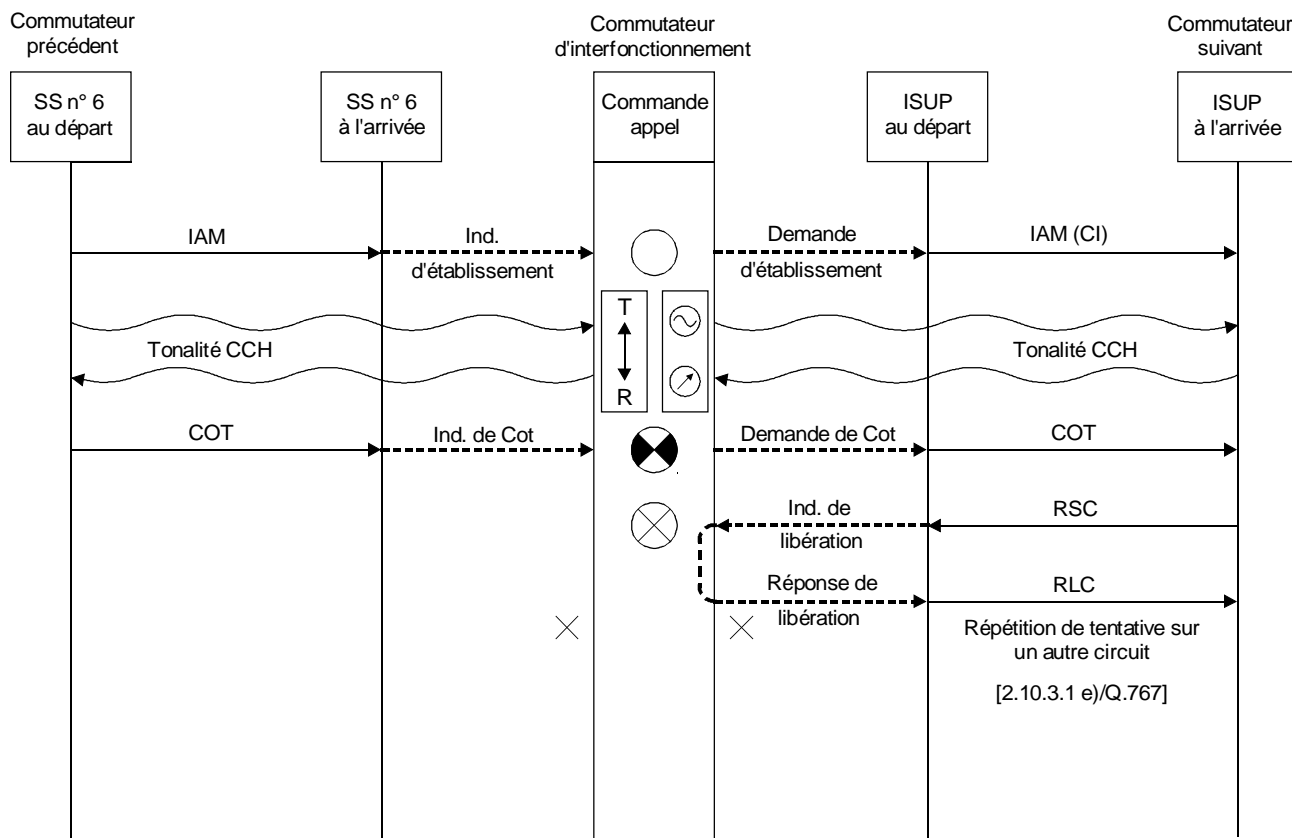 Commutateur
précédent
Commutateur
d'interfonctionnement
Commutateur
suivant
SS n° 6
au départ
SS n° 6
à l'arrivée
Commande
appel
ISUP
au départ
ISUP
à l'arrivée
IAM
Ind.
d'établissement
Demande
d'établissement
IAM (CI)
T
R
Tonalité CCH
Tonalité CCH
COT
Ind. de Cot
Demande de Cot
COT
Ind. de
libération
RSC
Réponse de
libération
RLC
Répétition de tentative sur
un autre circuit
[2.10.3.1 e)/Q.767]